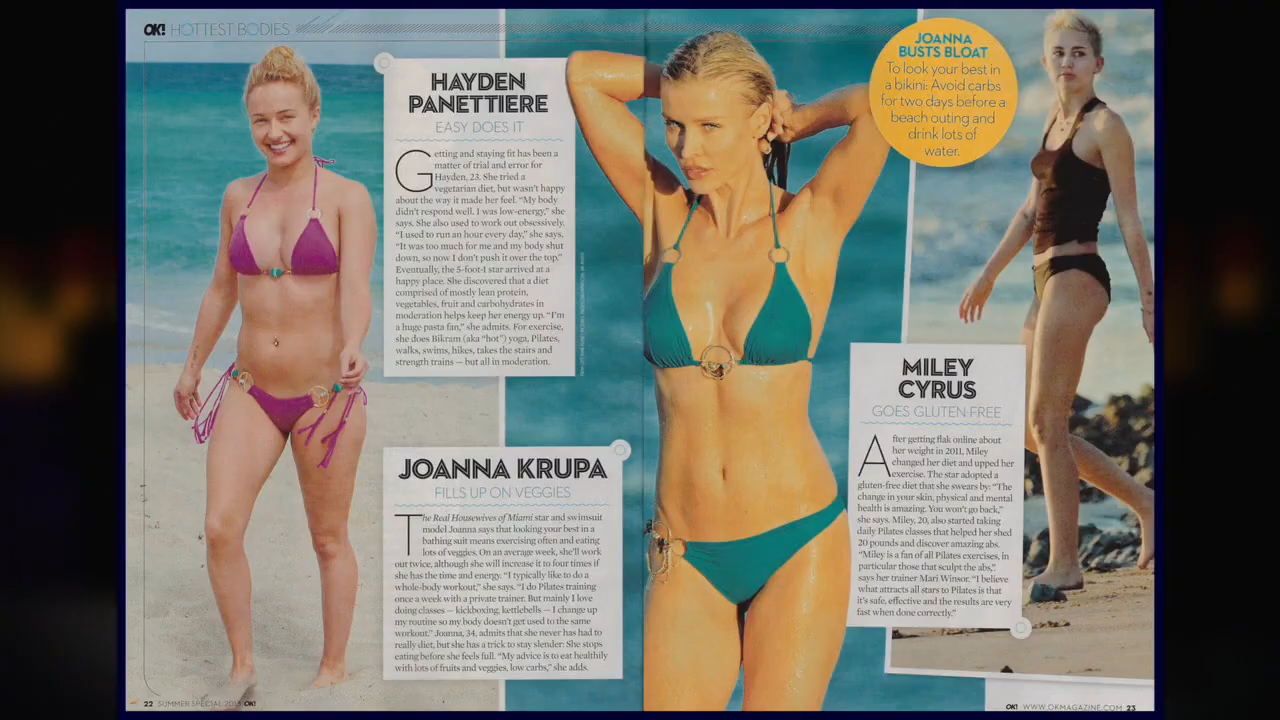 OK! HOTTEST BODIES
HAYDEN
PANETTIERE
EASY DOES IT
Getting and staying fit has been a
matter of trial and error for
Hayden, 23. She tried a
vegetarian diet, but wasn't happy
about the way it made her feel. "My body
didn't respond well. I was low-energy," she
says. She also used to work out obsessively.
"I used to run an hour every day," she says.
"It was too much for me and my body shut
down, so now I don't push it over the top."
Eventually, the 5-foot-1 star arrived at a
happy place. She discovered that a diet
comprised of mostly lean protein,
vegetables, fruit and carbohydrates in
moderation helps keep her energy up. "I'm
a huge pasta fan," she admits. For exercise,
she does Bikram (aka "hot") yoga, Pilates,
walks, swims, hikes, takes the stairs and
strength trains — but all in moderation.
JOANNA KRUPA
FILLS UP ON VEGGIES
The Real Housewives of Miami star and swimsuit
model Joanna says that looking your best in a
bathing suit means exercising often and eating
lots of veggies. On an average week, she'll work
out twice, although she will increase it to four times if
she has the time and energy. "I typically like to do a
whole-body workout," she says. "I do Pilates training
once a week with a private trainer. But mainly I love
doing classes — kickboxing, kettlebells — I change up
my routine so my body doesn't get used to the same
workout." Joanna, 34, admits that she never has had to
really diet, but she has a trick to stay slender: She stops
eating before she feels full. "My advice is to eat healthily
with lots of fruits and veggies, low carbs," she adds.
JOANNA
BUSTS BLOAT
To look your best in
a bikini: Avoid carbs
for two days before a
beach outing and
drink lots of
water.
MILEY
CYRUS
GOES GLUTEN-FREE
After getting flak online about
her weight in 2011, Miley
changed her diet and upped her
exercise. The star adopted a
gluten-free diet that she swears by: "The
change in your skin, physical and mental
health is amazing. You won't go back,"
she says. Miley, 20, also started taking
daily Pilates classes that helped her shed
20 pounds and discover amazing abs.
"Miley is a fan of all Pilates exercises, in
particular those that sculpt the abs,"
says her trainer Mari Winsor. "I believe
what attracts all stars to Pilates is that
it's safe, effective and the results are very
fast when done correctly."
22 SUMMER SPECIAL OK!
OK! WWW.OKMAGAZINE.COM 23